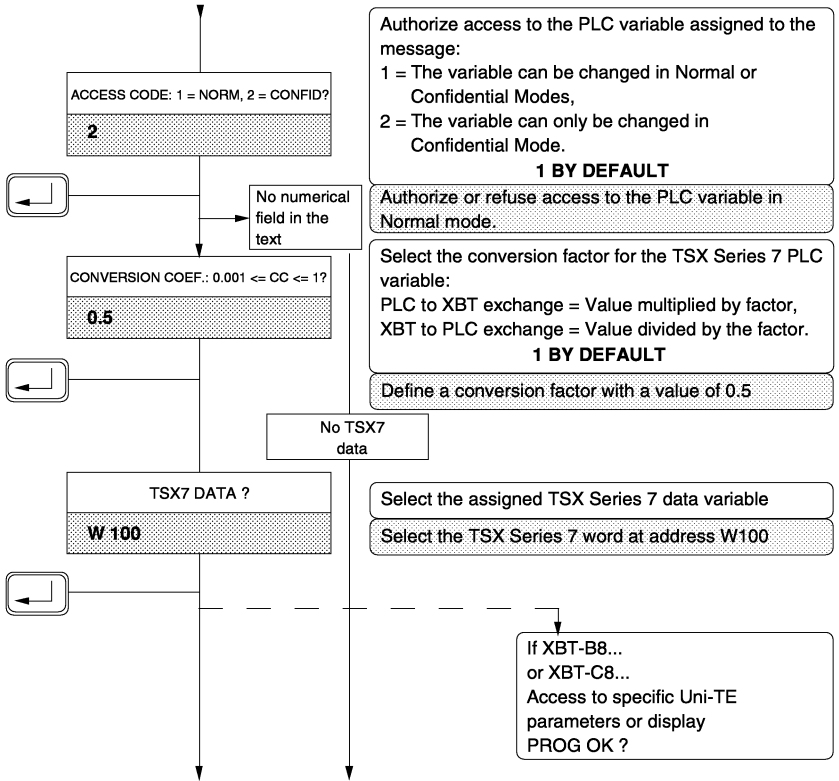 Authorize access to the PLC variable assigned to the
message:
1 = The variable can be changed in Normal or
Confidential Modes,
2 = The variable can only be changed in
Confidential Mode.
1 BY DEFAULT
ACCESS CODE: 1 = NORM, 2 = CONFID?
2
Authorize or refuse access to the PLC variable in
Normal mode.
No numerical
field in the
text
Select the conversion factor for the TSX Series 7 PLC
variable:
PLC to XBT exchange = Value multiplied by factor,
XBT to PLC exchange = Value divided by the factor.
1 BY DEFAULT
CONVERSION COEF.: 0.001 <= CC <= 1?
0.5
Define a conversion factor with a value of 0.5
No TSX7
data
TSX7 DATA ?
W 100
Select the assigned TSX Series 7 data variable
Select the TSX Series 7 word at address W100
If XBT-B8...
or XBT-C8...
Access to specific Uni-TE
parameters or display
PROG OK ?